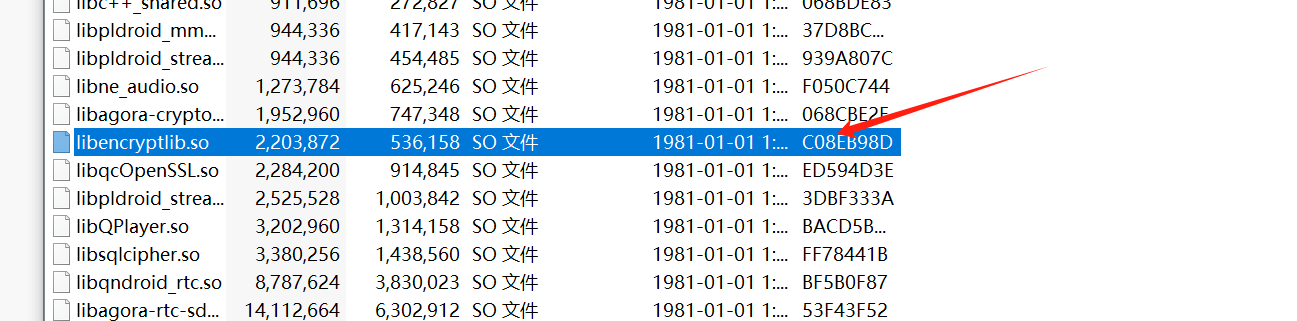 libc++_shared.so 911,696 272,827 SO 文件 1981-01-01 1:... 068BDE83
libpldroid_mm... 944,336 417,143 SO 文件 1981-01-01 1:... 37D8BC...
libpldroid_strea... 944,336 454,485 SO 文件 1981-01-01 1:... 939A807C
libne_audio.so 1,273,784 625,246 SO 文件 1981-01-01 1:... F050C744
libagora-crypto... 1,952,960 747,348 SO 文件 1981-01-01 1:... 068CBE2F
libencryptlib.so 2,203,872 536,158 SO 文件 1981-01-01 1:... C08EB98D
libqcOpenSSL.so 2,284,200 914,845 SO 文件 1981-01-01 1:... ED594D3E
libpldroid_strea... 2,525,528 1,003,842 SO 文件 1981-01-01 1:... 3DBF333A
libQPlayer.so 3,202,960 1,314,158 SO 文件 1981-01-01 1:... BACD5B...
libsqlcipher.so 3,380,256 1,438,560 SO 文件 1981-01-01 1:... FF78441B
libqndroid_rtc.so 8,787,624 3,830,023 SO 文件 1981-01-01 1:... BF5B0F87
libagora-rtc-sd... 14,112,664 6,302,912 SO 文件 1981-01-01 1:... 53F43F52